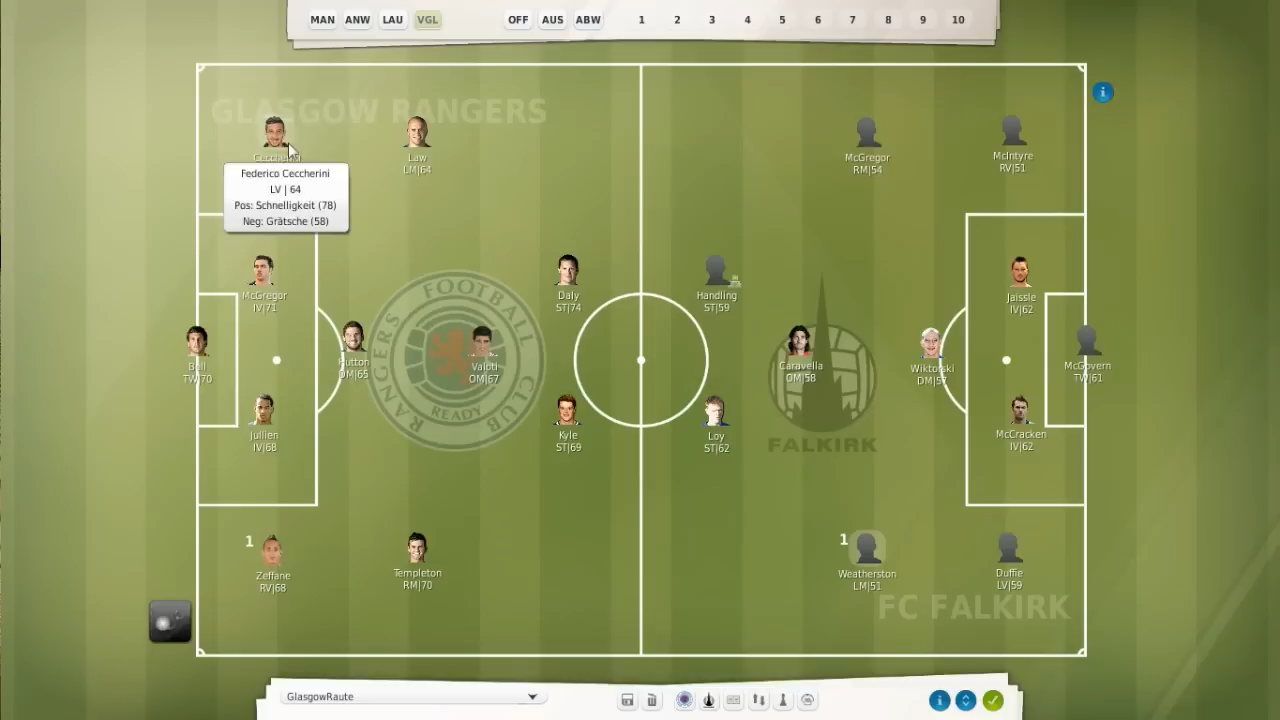 MAN ANW LAU VGL OFF AUS ABW 1 2 3 4 5 6 7 8 9 10
GLASGOW RANGERS
Law
LM|64
McGregor
RM|54
McIntyre
RV|51
Federico Ceccherini
LV | 64
Pos: Schnelligkeit (78)
Neg: Grätsche (58)
McGregor
IV|71
Daly
ST|74
Handling
ST|59
Jaissle
IV|62
FOOTBALL
RANGERS
CLUB
READY
Bell
TW|70
Hutton
DM|65
Valoti
OM|67
Caravella
OM|58
Wiktorski
DM|57
McGovern
TW|61
Jullien
IV|68
Kyle
ST|69
Loy
ST|62
FALKIRK
McCracken
IV|62
1
Zeffane
RV|68
Templeton
RM|70
1
Weatherston
LM|51
Duffie
LV|59
FC FALKIRK
GlasgowRaute